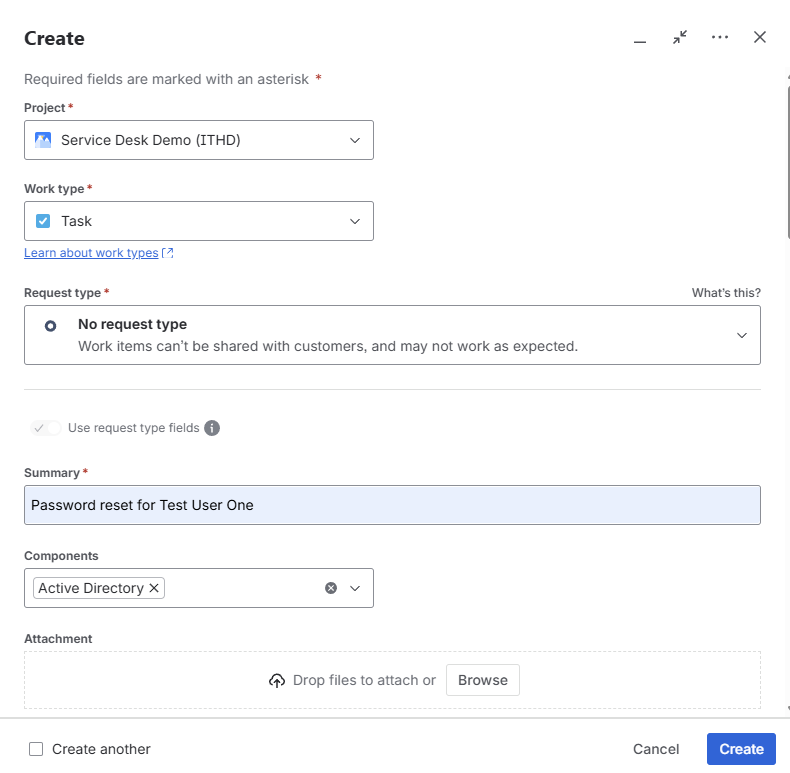 Create
Required fields are marked with an asterisk *
Project *
Service Desk Demo (ITHD)
Work type *
Task
Learn about work types
Request type *
What's this?
No request type
Work items can't be shared with customers, and may not work as expected.
Use request type fields
Summary *
Password reset for Test User One
Components
Active Directory
Attachment
Drop files to attach or Browse
Create another
Cancel
Create